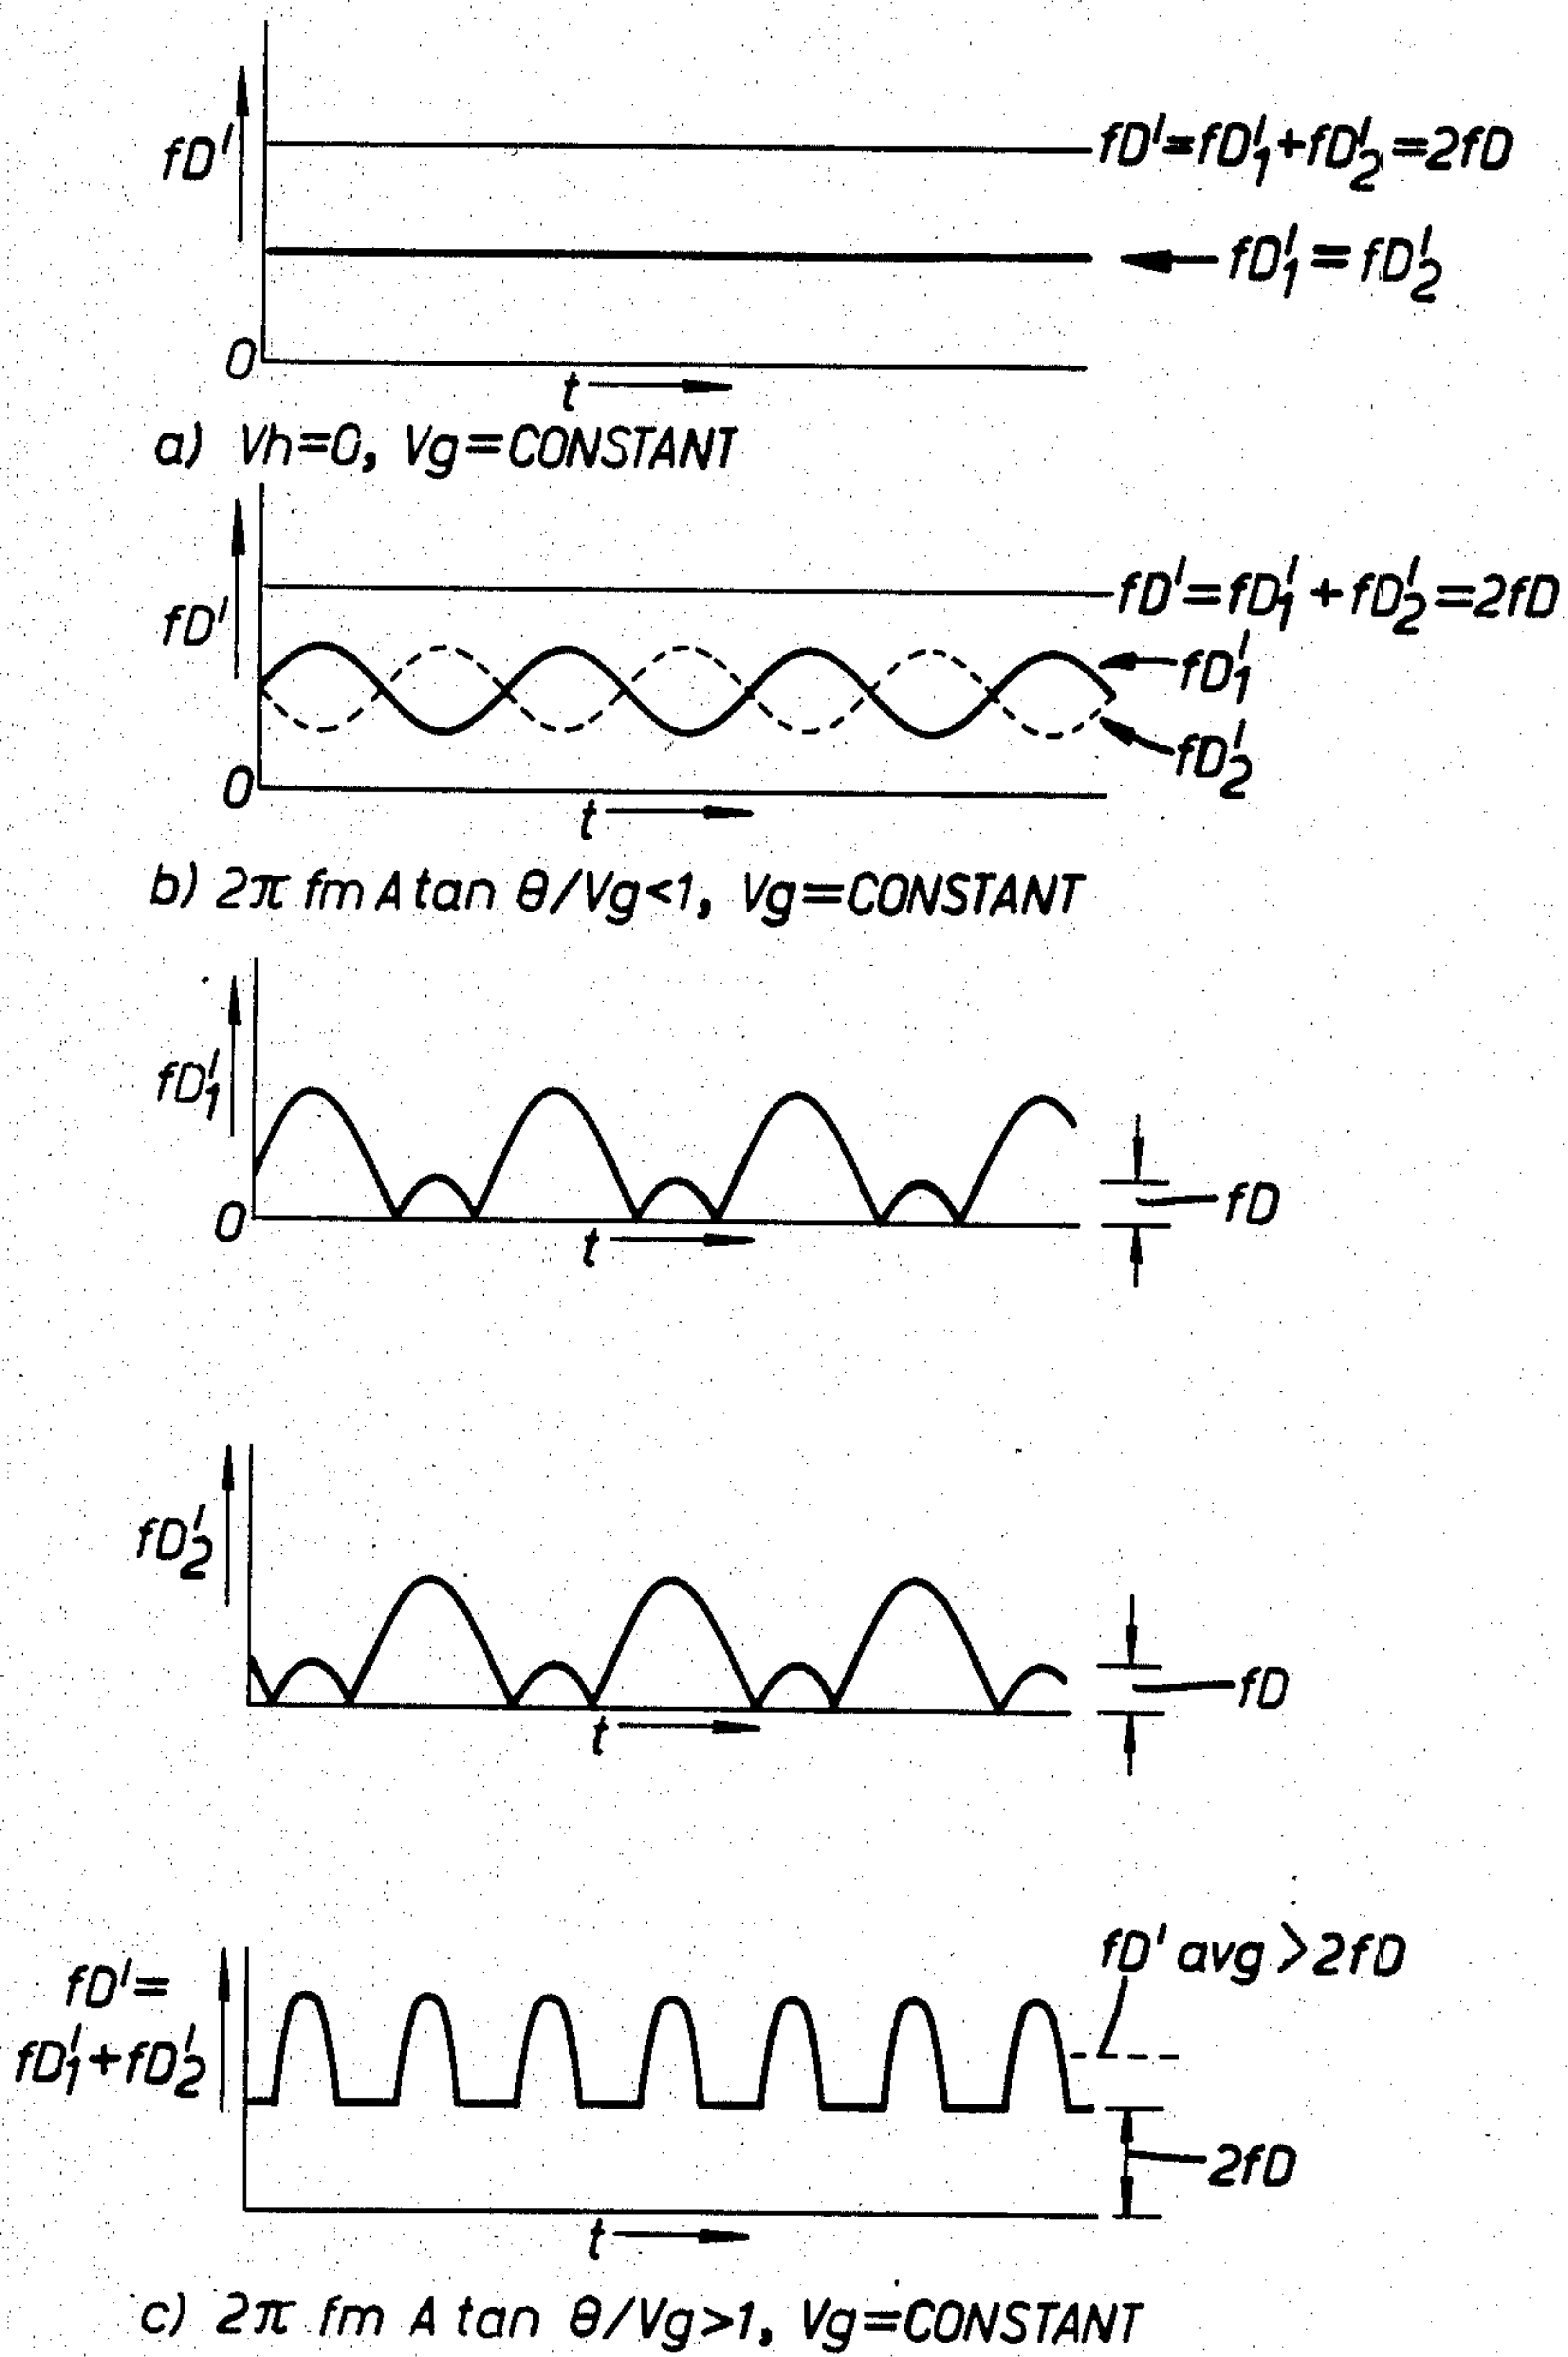 fD'
fD'=fD'₁+fD'₂=2fD
fD'₁=fD'₂
0
t
a) Vh=0, Vg=CONSTANT
fD'
fD'=fD'₁+fD'₂=2fD
fD'₁
fD'₂
0
t
b) 2π fm A tan θ/Vg<1, Vg=CONSTANT
fD'₁
0
fD
t
fD'₂
fD
t
fD'=
fD'₁+fD'₂
fD' avg >2fD
2fD
t
c) 2π fm A tan θ/Vg>1, Vg=CONSTANT